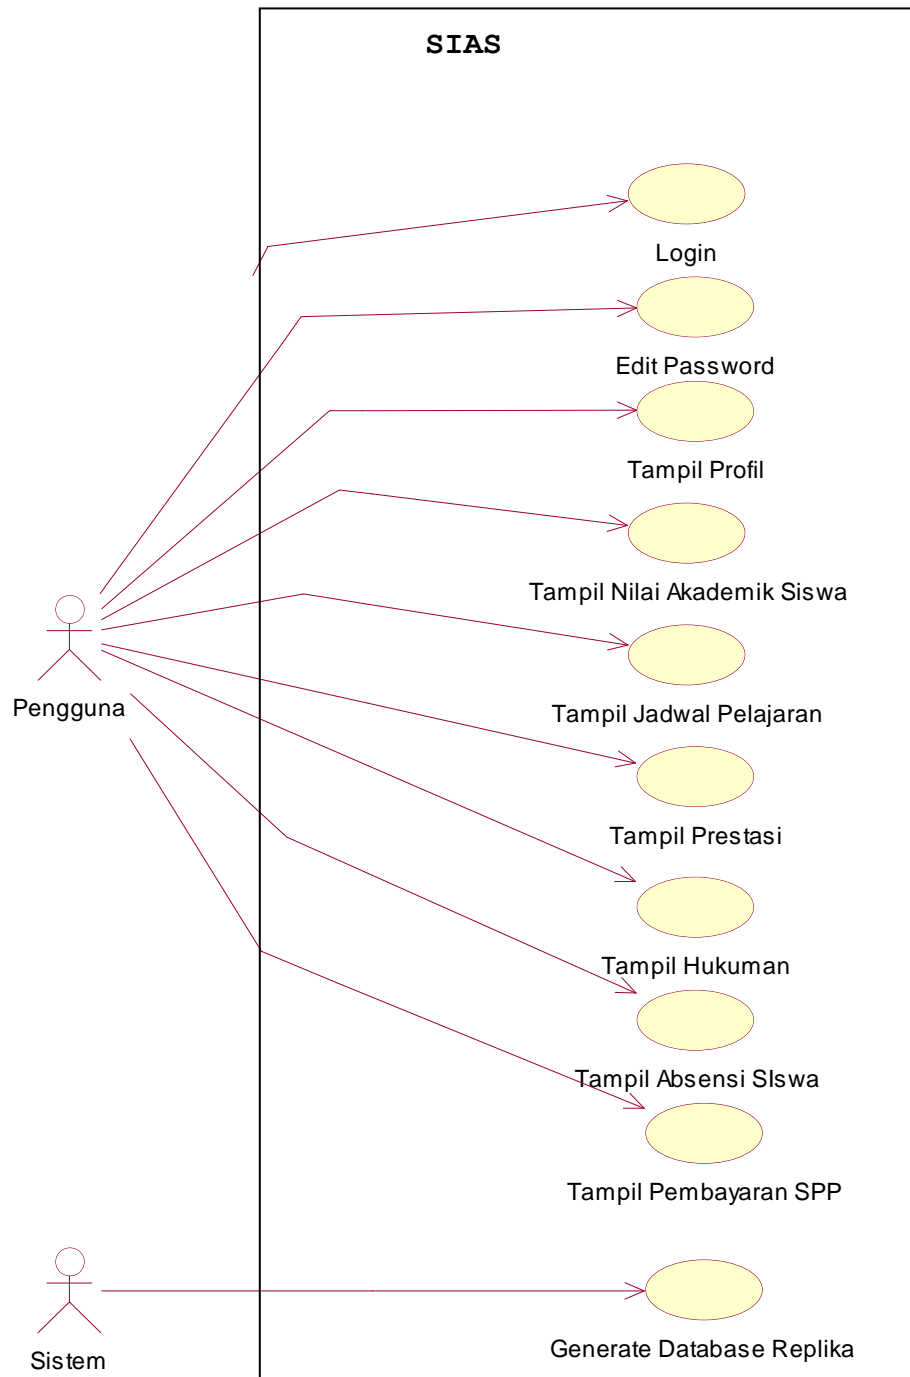 SIAS
Login
Edit Password
Tampil Profil
Tampil Nilai Akademik Siswa
Tampil Jadwal Pelajaran
Pengguna
Tampil Prestasi
Tampil Hukuman
Tampil Absensi SIswa
Tampil Pembayaran SPP
Generate Database Replika
Sistem